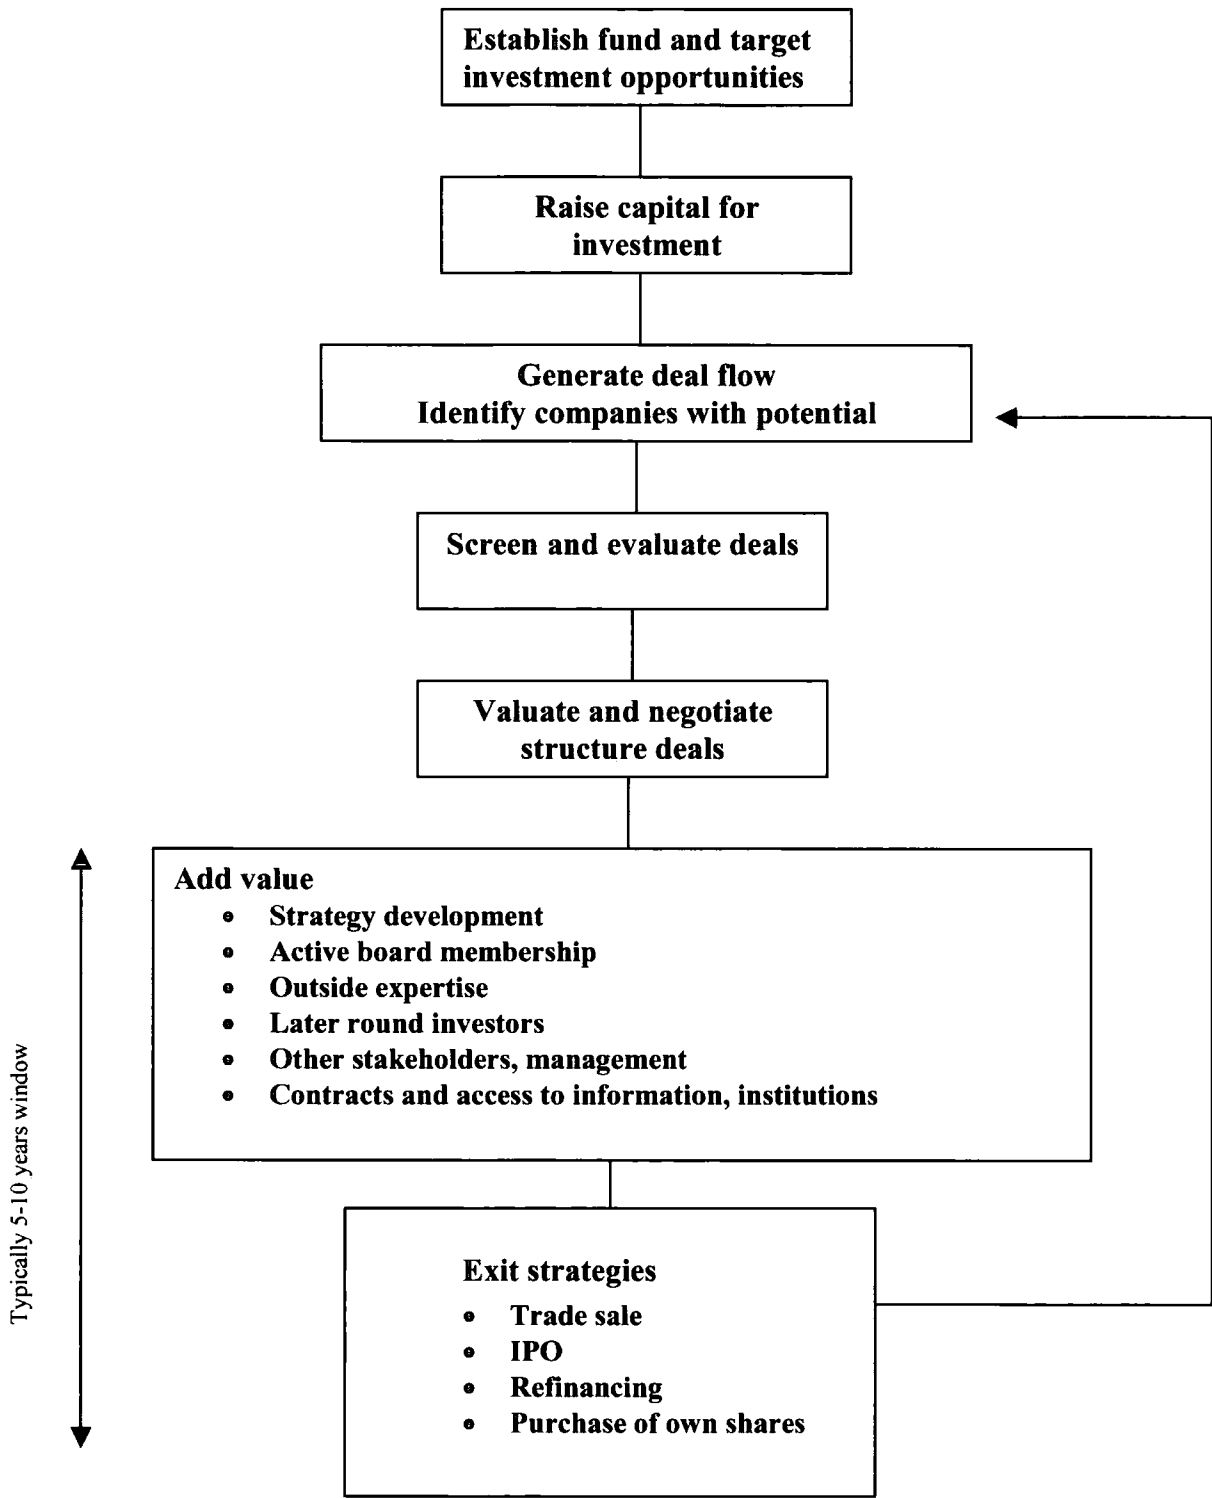 Establish fund and target
investment opportunities
Raise capital for
investment
Generate deal flow
Identify companies with potential
Screen and evaluate deals
Valuate and negotiate
structure deals
Add value
• Strategy development
• Active board membership
• Outside expertise
• Later round investors
• Other stakeholders, management
• Contracts and access to information, institutions
Typically 5-10 years window
Exit strategies
• Trade sale
• IPO
• Refinancing
• Purchase of own shares